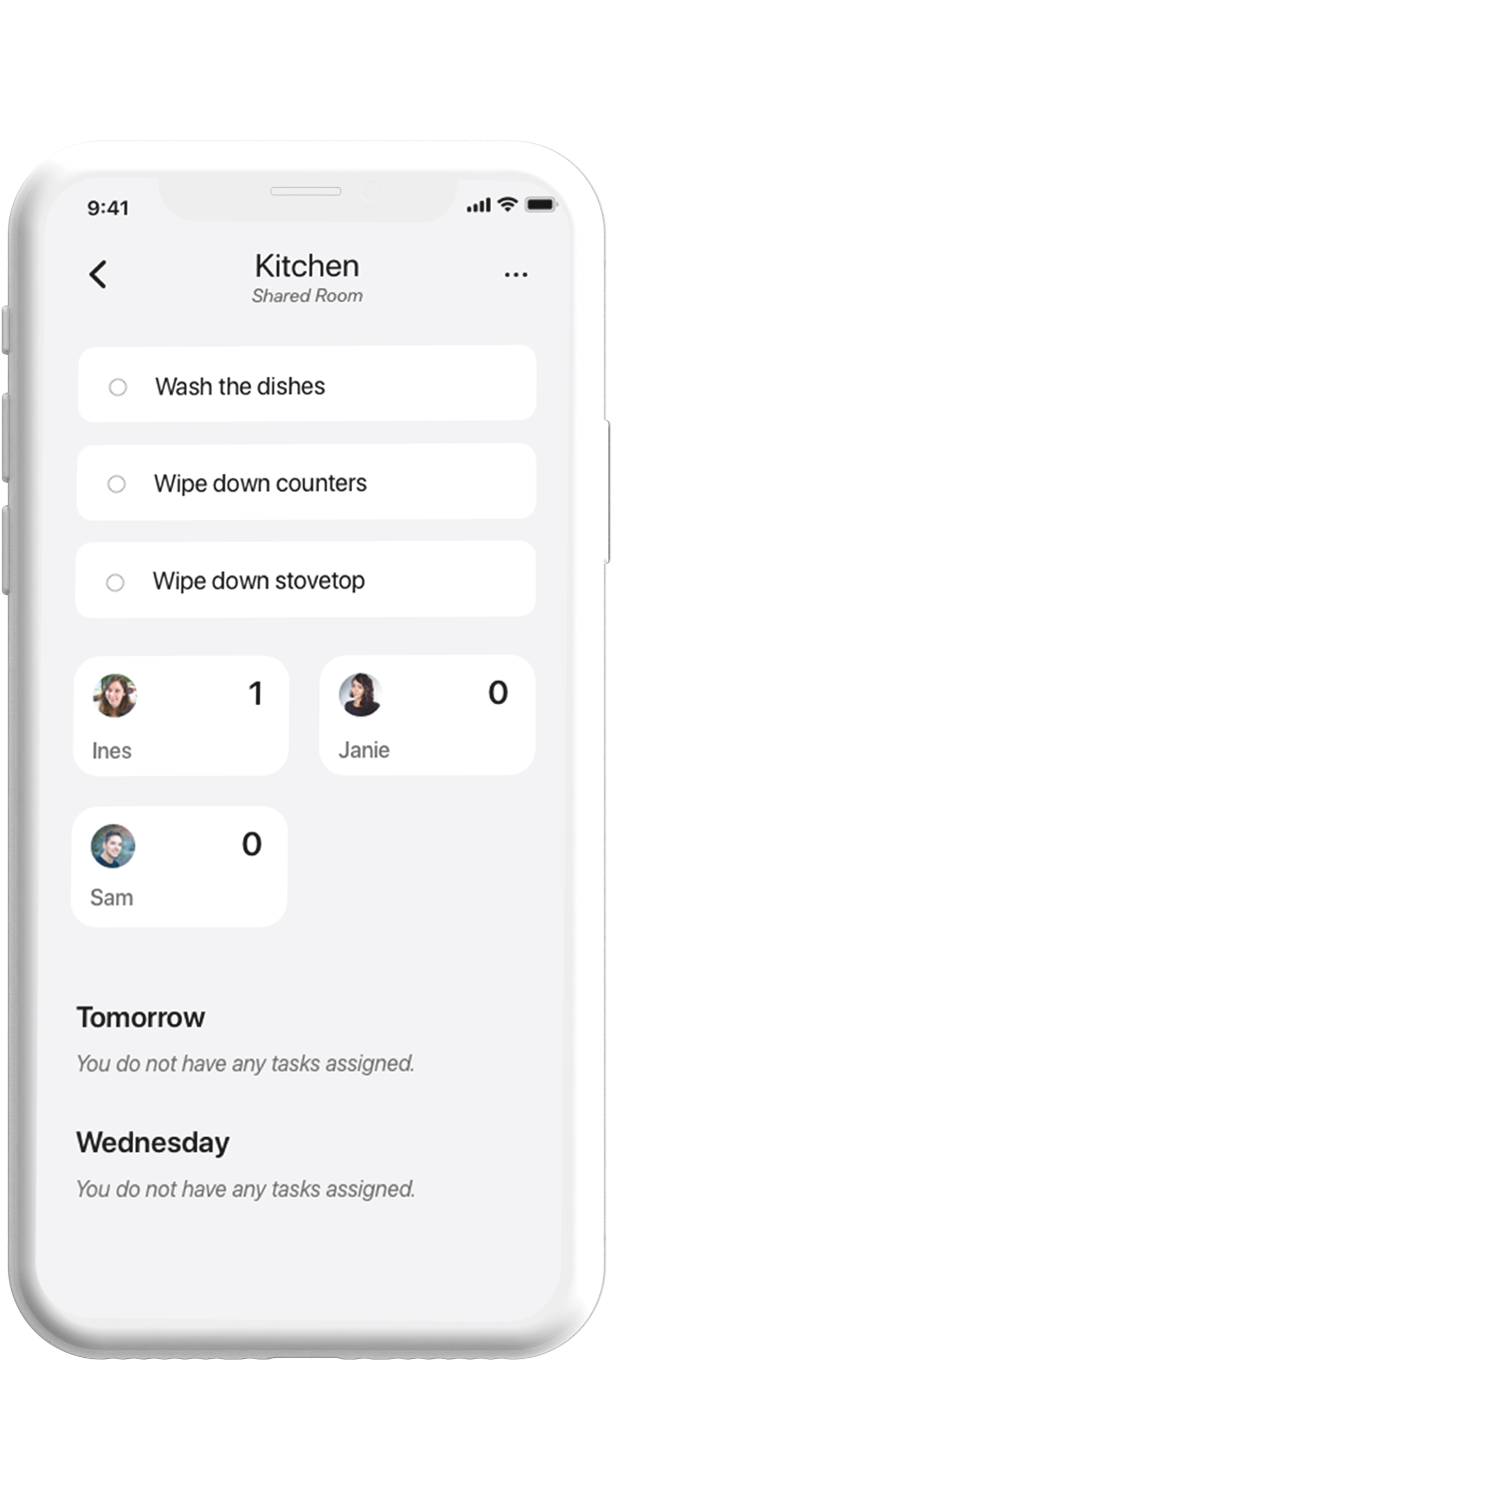 9:41
Kitchen
Shared Room
Wash the dishes
Wipe down counters
Wipe down stovetop
1
Ines
0
Janie
0
Sam
Tomorrow
You do not have any tasks assigned.
Wednesday
You do not have any tasks assigned.